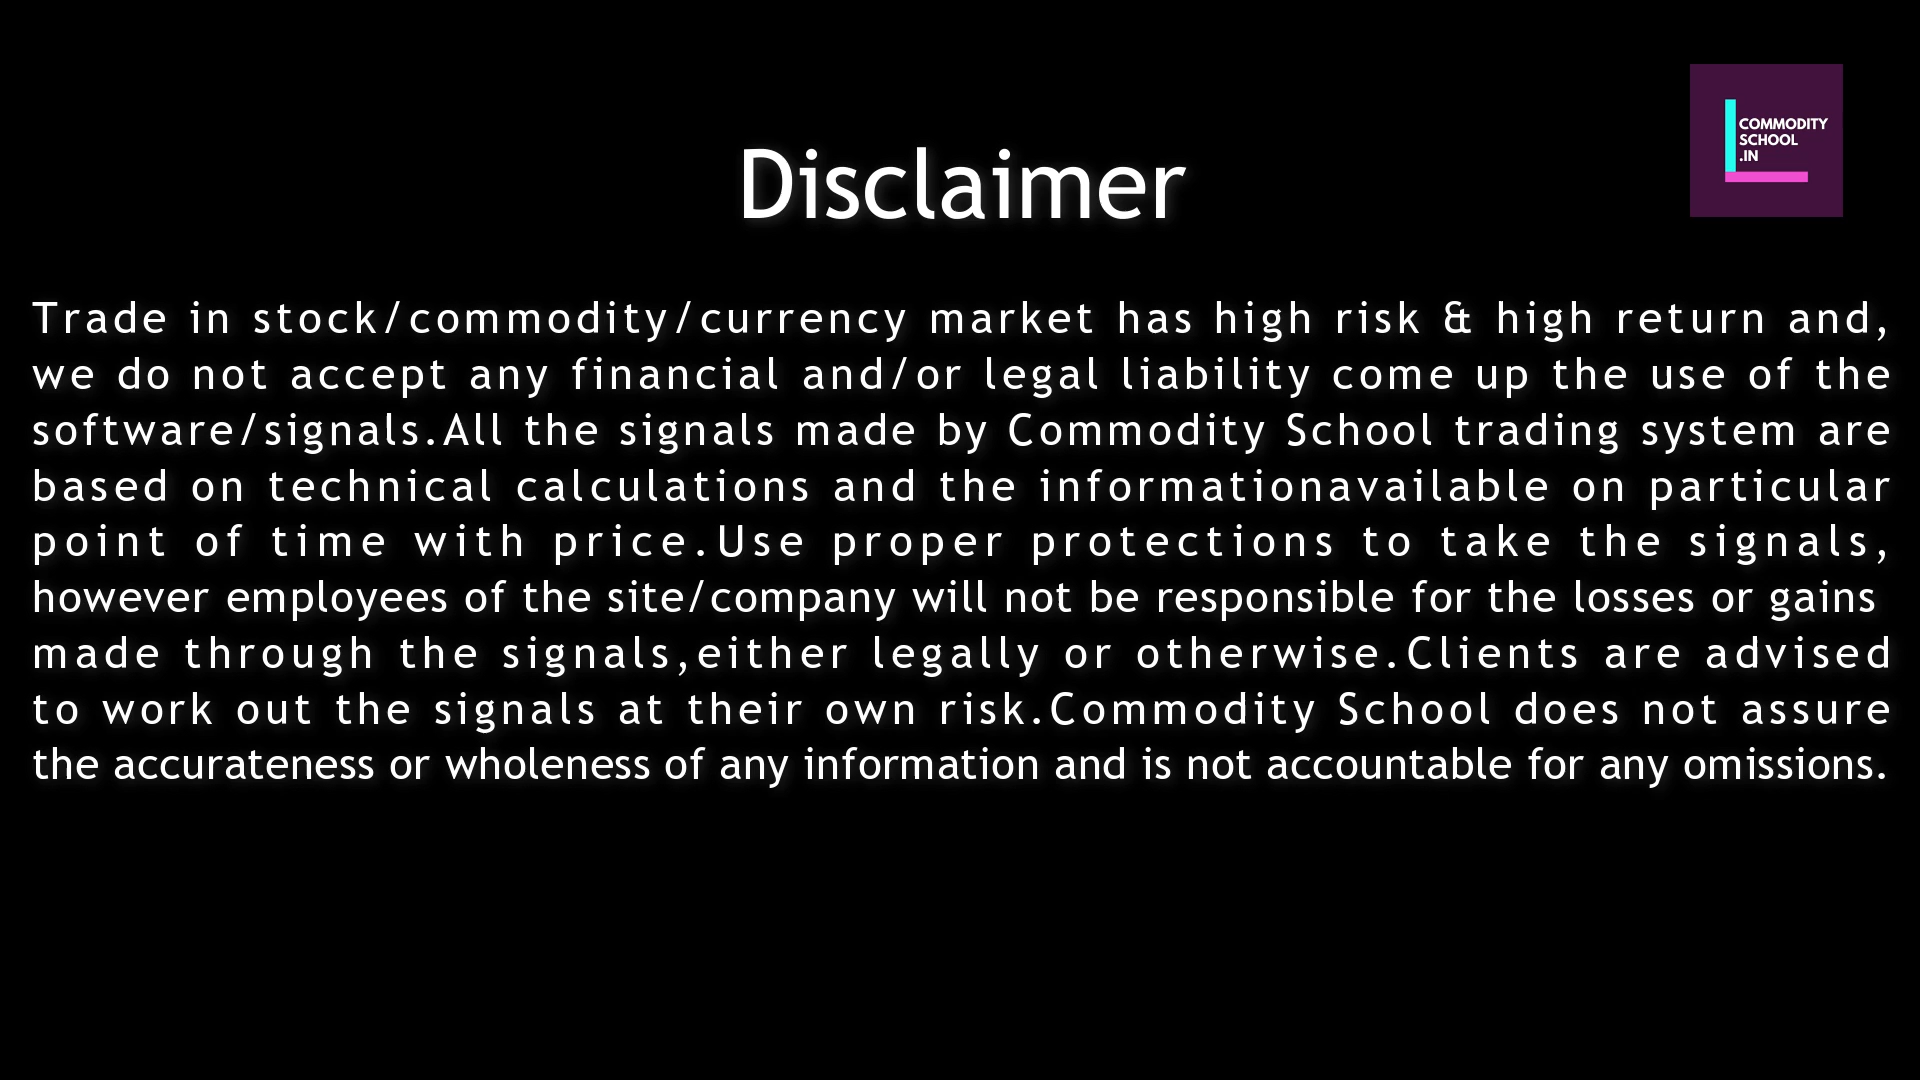 COMMODITY
SCHOOL
.IN
Disclaimer
Trade in stock/commodity/currency market has high risk & high return and,
we do not accept any financial and/or legal liability come up the use of the
software/signals.All the signals made by Commodity School trading system are
based on technical calculations and the informationavailable on particular
point of time with price.Use proper protections to take the signals,
however employees of the site/company will not be responsible for the losses or gains
made through the signals,either legally or otherwise.Clients are advised
to work out the signals at their own risk.Commodity School does not assure
the accurateness or wholeness of any information and is not accountable for any omissions.